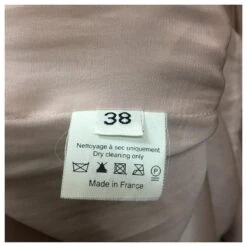 38
Nettoyage à sec uniquement
Dry cleaning only
P
Made in France